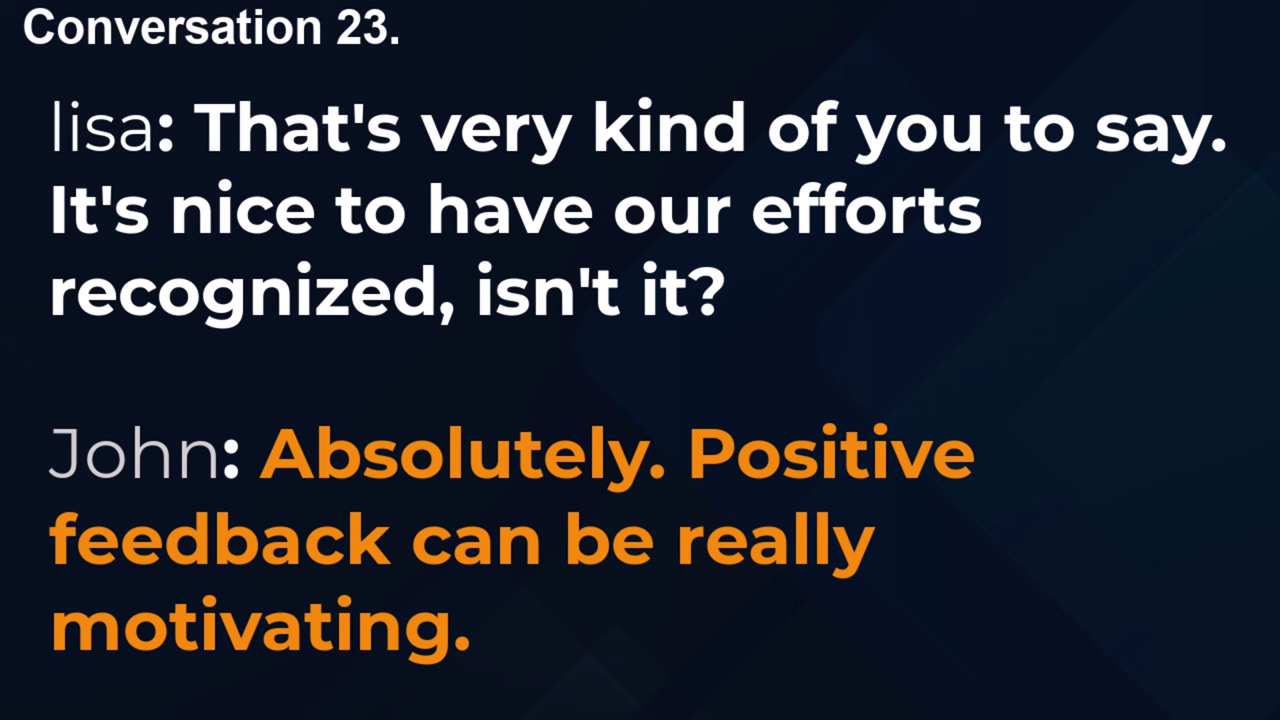 Conversation 23.
lisa: That's very kind of you to say.
It's nice to have our efforts
recognized, isn't it?
John: Absolutely. Positive
feedback can be really
motivating.